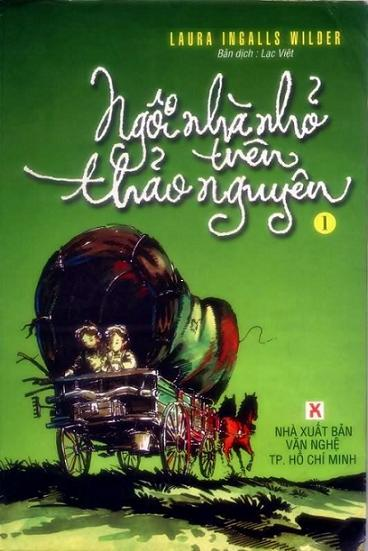 LAURA INGALLS WILDER
Bản dịch : Lạc Việt
Ngôi nhà nhỏ
trên
thảo nguyên
1
X
NHÀ XUẤT BẢN
VĂN NGHỆ
TP. HỒ CHÍ MINH